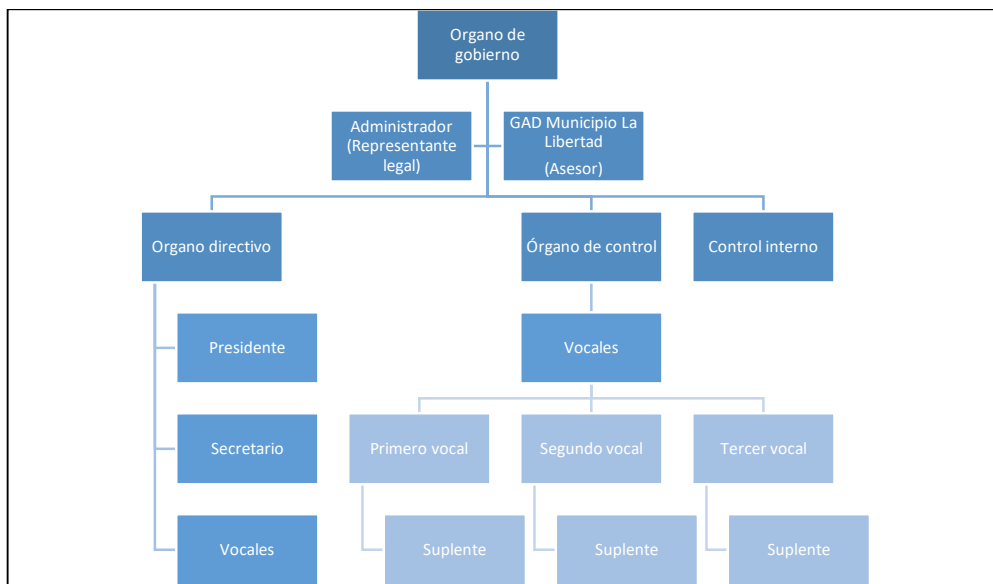 Organo de
gobierno
Administrador
(Representante
legal)
GAD Municipio La
Libertad
(Asesor)
Organo directivo
Órgano de control
Control interno
Presidente
Vocales
Secretario
Primero vocal
Segundo vocal
Tercer vocal
Vocales
Suplente
Suplente
Suplente